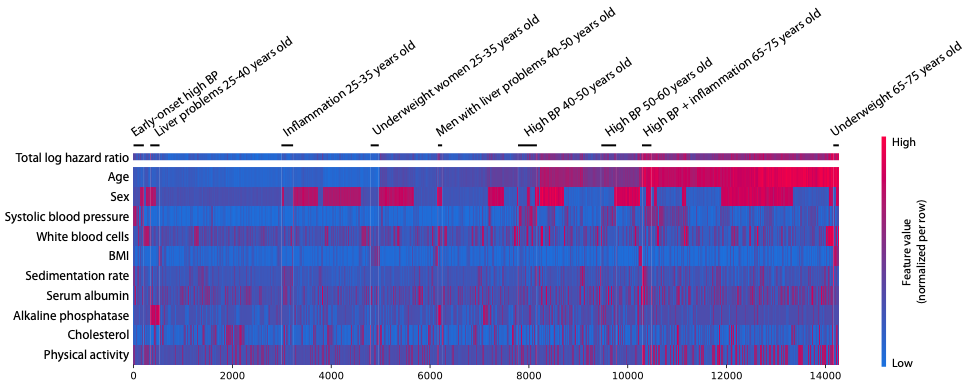 Early-onset high BP
Liver problems 25-40 years old
Inflammation 25-35 years old
Underweight women 25-35 years old
Men with liver problems 40-50 years old
High BP 40-50 years old
High BP 50-60 years old
High BP + inflammation 65-75 years old
Underweight 65-75 years old
Total log hazard ratio
Age
Sex
Systolic blood pressure
White blood cells
BMI
Sedimentation rate
Serum albumin
Alkaline phosphatase
Cholesterol
Physical activity
0 2000 4000 6000 8000 10000 12000 14000
High
Feature value
(normalized per row)
Low